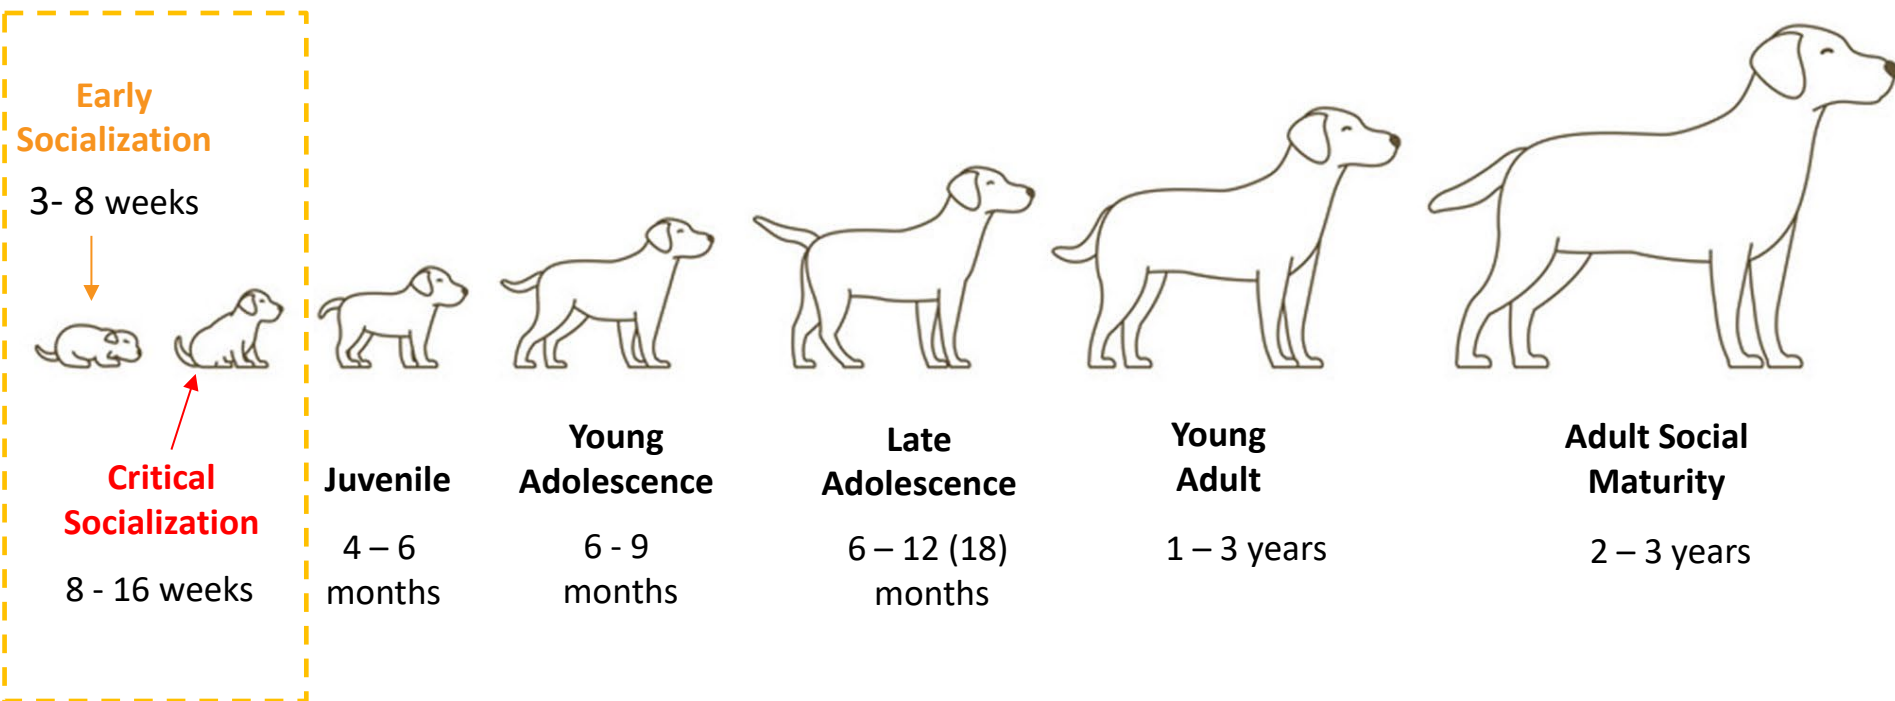 Early
Socialization
3- 8 weeks
Critical
Socialization
8 - 16 weeks
Juvenile
4 – 6
months
Young
Adolescence
6 - 9
months
Late
Adolescence
6 – 12 (18)
months
Young
Adult
1 – 3 years
Adult Social
Maturity
2 – 3 years